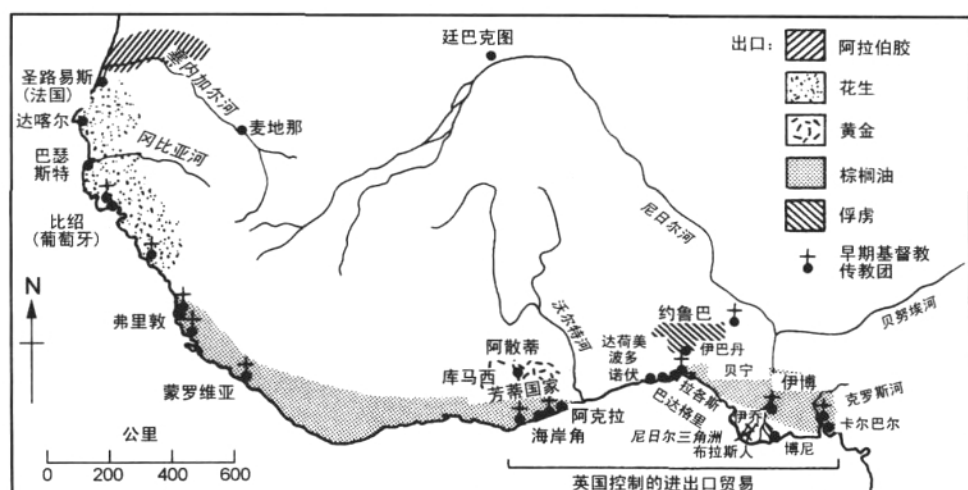 廷巴克图
出口：
阿拉伯胶
花生
黄金
棕榈油
俘虏
早期基督教
传教团
圣路易斯
(法国)
塞内加尔河
达喀尔
麦地那
冈比亚河
巴瑟
斯特
比绍
(葡萄牙)
尼日尔河
N
弗里敦
蒙罗维亚
沃尔特河
约鲁巴
贝努埃河
阿散蒂
达荷美
伊巴丹
库马西
波多
诺伏
贝宁
伊博
芳蒂国家
拉各斯
克罗斯河
阿克拉
巴达格里
伊乔
卡尔巴尔
海岸角
尼日尔三角洲
布拉斯人
博尼
公里
0 200 400 600
英国控制的进出口贸易